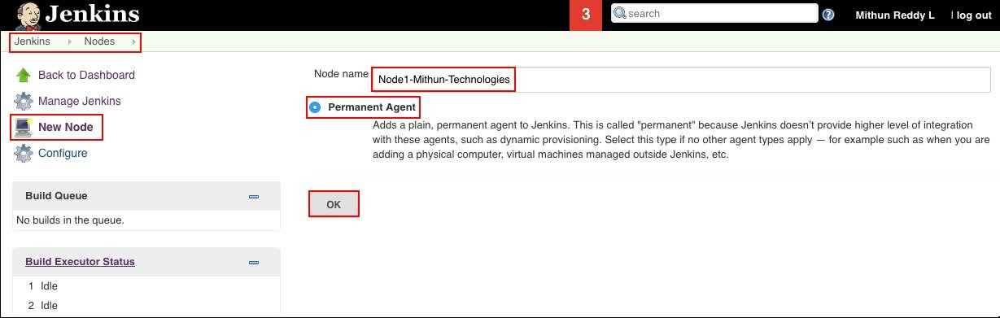 Jenkins
3
search
Mithun Reddy L
| log out
Jenkins
Nodes
Back to Dashboard
Manage Jenkins
New Node
Configure
Build Queue
No builds in the queue.
Build Executor Status
1 Idle
2 Idle
Node name
Node1-Mithun-Technologies
Permanent Agent
Adds a plain, permanent agent to Jenkins. This is called "permanent" because Jenkins doesn't provide higher level of integration
with these agents, such as dynamic provisioning. Select this type if no other agent types apply — for example such as when you are
adding a physical computer, virtual machines managed outside Jenkins, etc.
OK